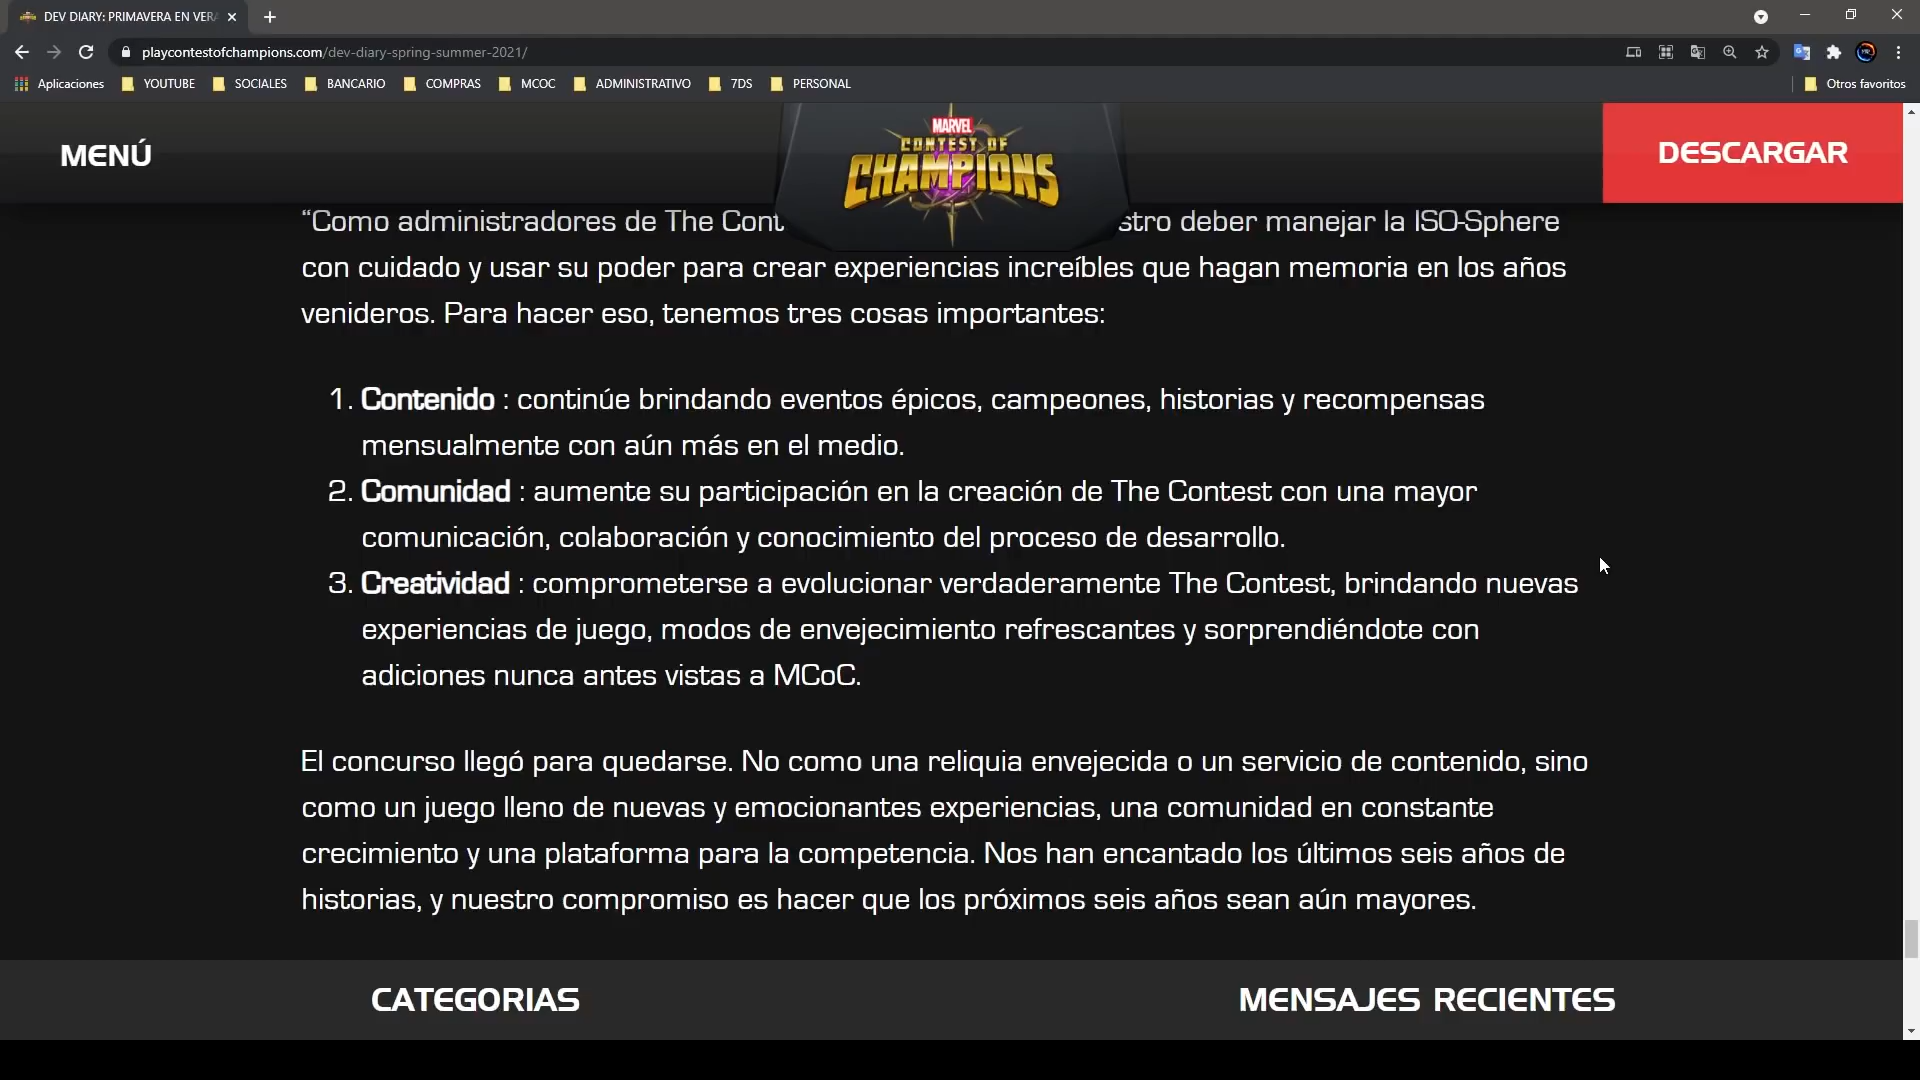 DEV DIARY: PRIMAVERA EN VER
playcontestofchampions.com/dev-diary-spring-summer-2021/
Aplicaciones YOUTUBE SOCIALES BANCARIO COMPRAS MCOC ADMINISTRATIVO 7DS PERSONAL Otros favoritos
MENÚ
MARVEL
CONTEST OF
CHAMPIONS
DESCARGAR
“Como administradores de The Cont stro deber manejar la ISO-Sphere
con cuidado y usar su poder para crear experiencias increíbles que hagan memoria en los años
venideros. Para hacer eso, tenemos tres cosas importantes:
1. Contenido : continúe brindando eventos épicos, campeones, historias y recompensas
mensualmente con aún más en el medio.
2. Comunidad : aumente su participación en la creación de The Contest con una mayor
comunicación, colaboración y conocimiento del proceso de desarrollo.
3. Creatividad : comprometerse a evolucionar verdaderamente The Contest, brindando nuevas
experiencias de juego, modos de envejecimiento refrescantes y sorprendiéndote con
adiciones nunca antes vistas a MCoC.
El concurso llegó para quedarse. No como una reliquia envejecida o un servicio de contenido, sino
como un juego lleno de nuevas y emocionantes experiencias, una comunidad en constante
crecimiento y una plataforma para la competencia. Nos han encantado los últimos seis años de
historias, y nuestro compromiso es hacer que los próximos seis años sean aún mayores.
CATEGORIAS
MENSAJES RECIENTES